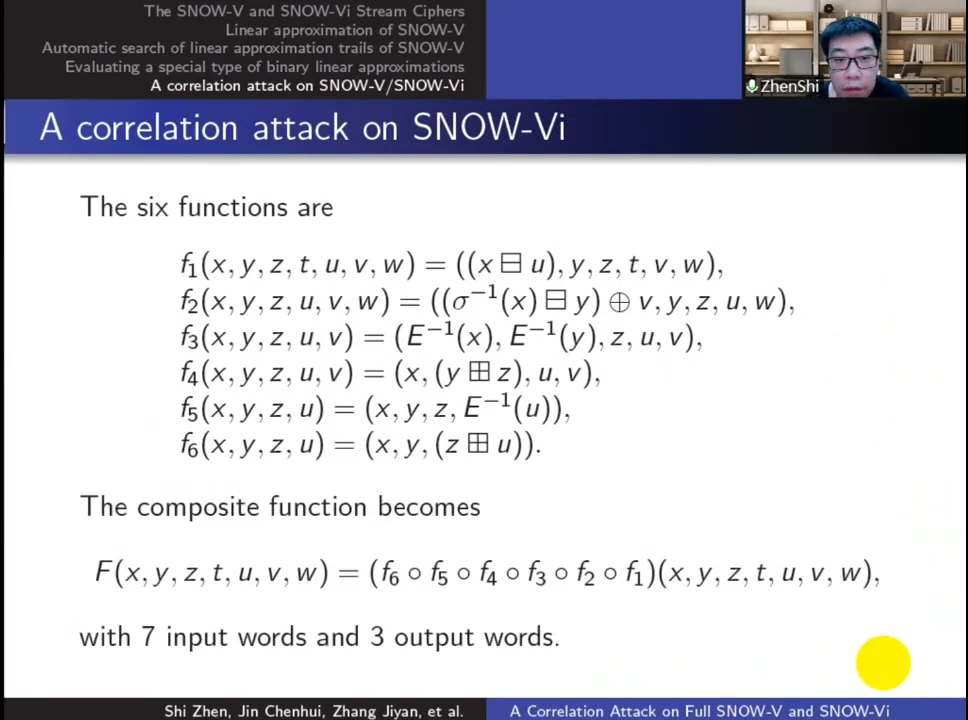 The SNOW-V and SNOW-Vi Stream Ciphers
Linear approximation of SNOW-V
Automatic search of linear approximation trails of SNOW-V
Evaluating a special type of binary linear approximations
A correlation attack on SNOW-V/SNOW-Vi
ZhenShi
A correlation attack on SNOW-Vi
The six functions are
f₁(x, y, z, t, u, v, w) = ((x ⊟ u), y, z, t, v, w),
f₂(x, y, z, u, v, w) = ((σ⁻¹(x) ⊟ y) ⊕ v, y, z, u, w),
f₃(x, y, z, u, v) = (E⁻¹(x), E⁻¹(y), z, u, v),
f₄(x, y, z, u, v) = (x, (y ⊞ z), u, v),
f₅(x, y, z, u) = (x, y, z, E⁻¹(u)),
f₆(x, y, z, u) = (x, y, (z ⊞ u)).
The composite function becomes
F(x, y, z, t, u, v, w) = (f₆ ∘ f₅ ∘ f₄ ∘ f₃ ∘ f₂ ∘ f₁)(x, y, z, t, u, v, w),
with 7 input words and 3 output words.
Shi Zhen, Jin Chenhui, Zhang Jiyan, et al.
A Correlation Attack on Full SNOW-V and SNOW-Vi